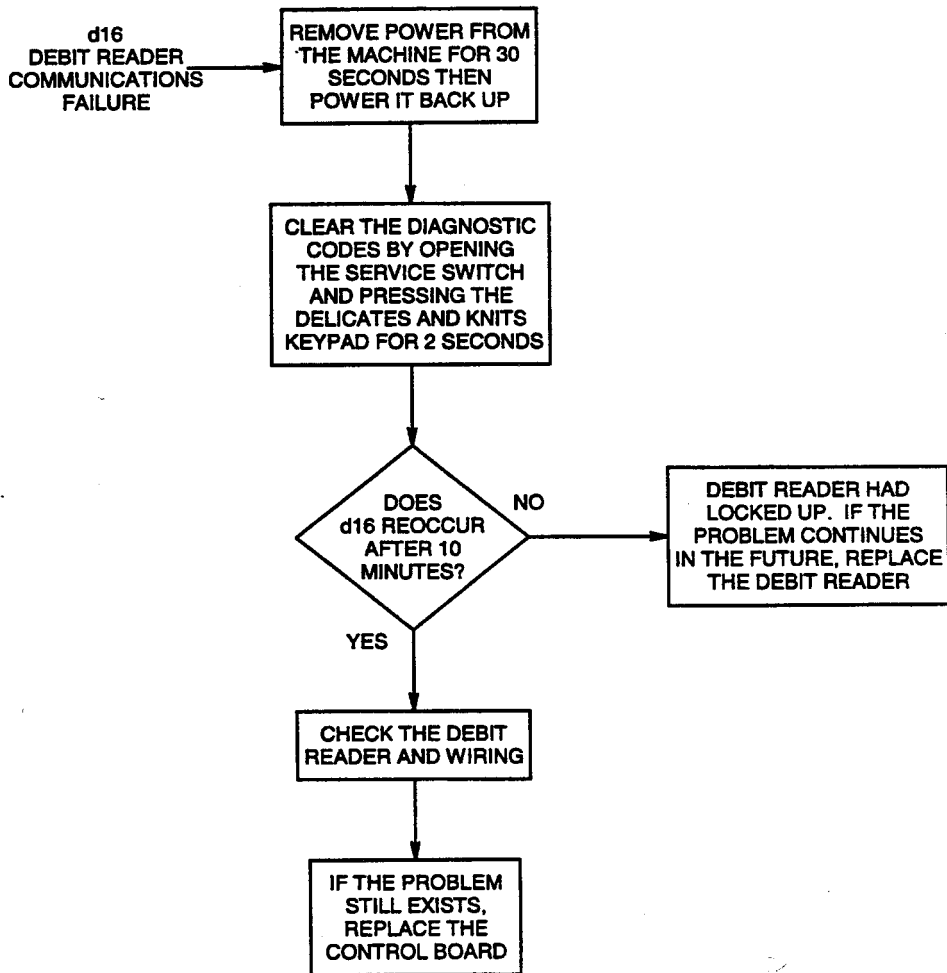 d16
DEBIT READER
COMMUNICATIONS
FAILURE
REMOVE POWER FROM
THE MACHINE FOR 30
SECONDS THEN
POWER IT BACK UP
CLEAR THE DIAGNOSTIC
CODES BY OPENING
THE SERVICE SWITCH
AND PRESSING THE
DELICATES AND KNITS
KEYPAD FOR 2 SECONDS
DOES
d16 REOCCUR
AFTER 10
MINUTES?
NO
DEBIT READER HAD
LOCKED UP. IF THE
PROBLEM CONTINUES
IN THE FUTURE, REPLACE
THE DEBIT READER
YES
CHECK THE DEBIT
READER AND WIRING
IF THE PROBLEM
STILL EXISTS,
REPLACE THE
CONTROL BOARD